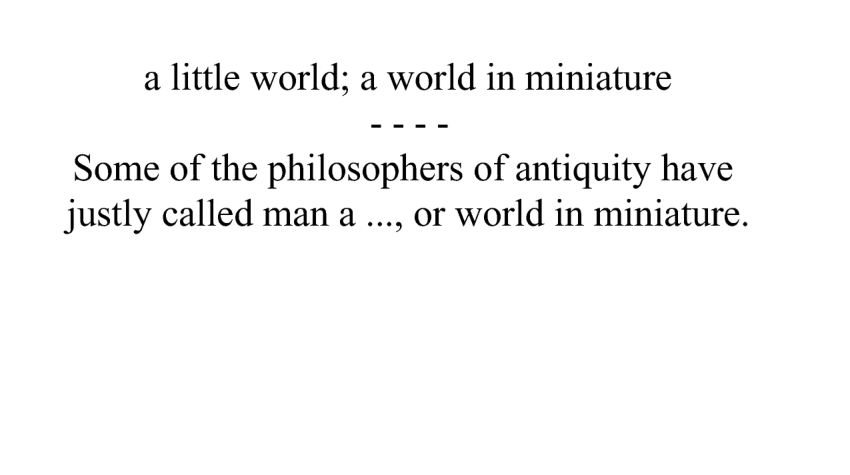 a little world; a world in miniature
- - - -
Some of the philosophers of antiquity have
justly called man a ..., or world in miniature.